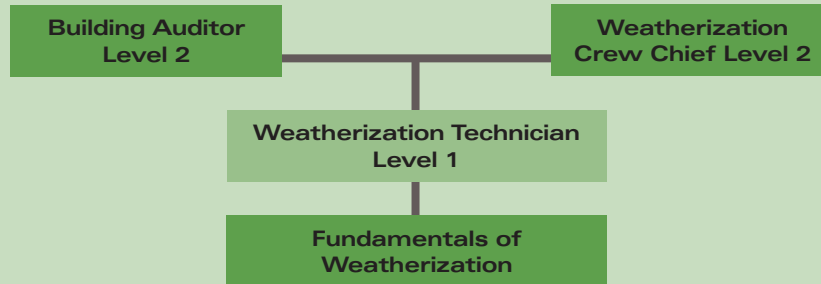 Building Auditor
Level 2
Weatherization
Crew Chief Level 2
Weatherization Technician
Level 1
Fundamentals of
Weatherization